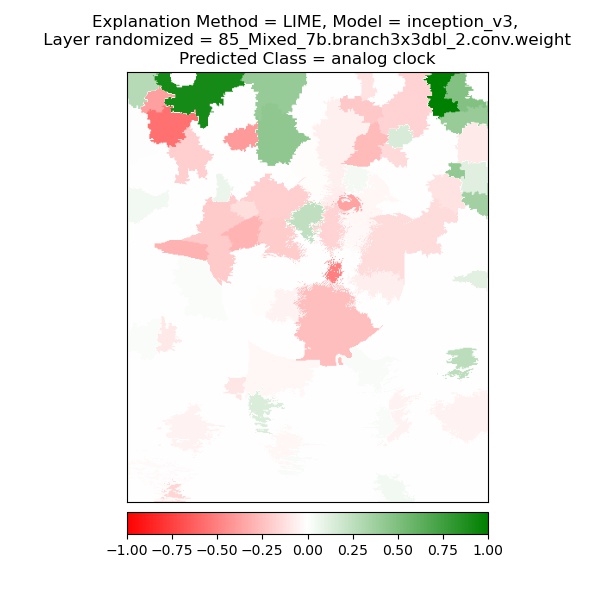 Explanation Method = LIME, Model = inception_v3,
Layer randomized = 85_Mixed_7b.branch3x3dbl_2.conv.weight
Predicted Class = analog clock
−1.00 −0.75 −0.50 −0.25 0.00 0.25 0.50 0.75 1.00